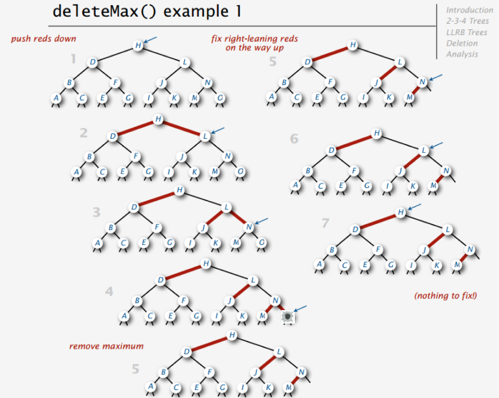 deleteMax() example 1
Introduction
2-3-4 Trees
LLRB Trees
Deletion
Analysis
push reds down
1
H
D L
B F J N
A C E G I K M O
2
H
D L
B F J N
A C E G I K M O
3
H
D L
B F J N
A C E G I K M O
4
H
D L
B F J N
A C E G I K M
remove maximum
5
H
D L
B F J N
A C E G I K M
fix right-leaning reds
on the way up
5
H
D L
B F J N
A C E G I K M
6
H
D L
B F J N
A C E G I K M
7
H
D L
B F J N
A C E G I K M
(nothing to fix!)